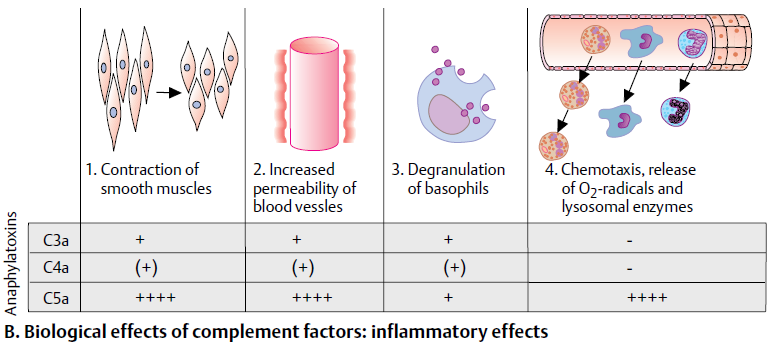 1. Contraction of
smooth muscles
2. Increased
permeability of
blood vessles
3. Degranulation
of basophils
4. Chemotaxis, release
of O2-radicals and
lysosomal enzymes
Anaphylatoxins
C3a + + + -
C4a (+) (+) (+) -
C5a ++++ ++++ + ++++
B. Biological effects of complement factors: inflammatory effects